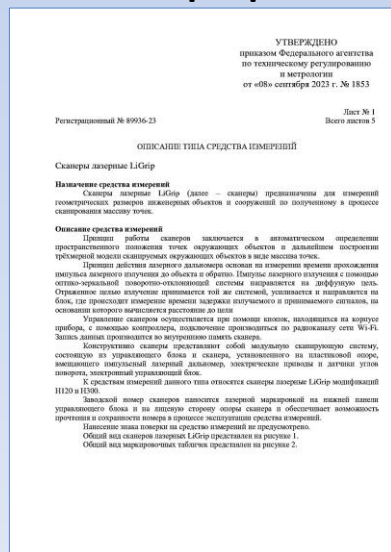 УТВЕРЖДЕНО
приказом Федерального агентства
по техническому регулированию
и метрологии
от «08» сентября 2023 г. № 1853
Лист № 1
Регистрационный № 89936-23 Всего листов 5
ОПИСАНИЕ ТИПА СРЕДСТВА ИЗМЕРЕНИЙ
Сканеры лазерные LiGrip
Назначение средства измерений
Сканеры лазерные LiGrip (далее – сканеры) предназначены для измерений
геометрических размеров инженерных объектов и сооружений по полученному в процессе
сканирования массиву точек.
Описание средства измерений
Принцип работы сканеров заключается в автоматическом определении
пространственного положения точек окружающих объектов и дальнейшем построении
трёхмерной модели сканируемых окружающих объектов в виде массива точек.
Принцип действия лазерного дальномера основан на измерении времени прохождения
импульса лазерного излучения до объекта и обратно. Импульс лазерного излучения с помощью
оптико-зеркальной поворотно-отклоняющей системы направляется на диффузную цель.
Отраженное целью излучение принимается той же системой, усиливается и направляется на
блок, где происходит измерение времени задержки излучаемого и принимаемого сигналов, на
основании которого вычисляется расстояние до цели
Управление сканером осуществляется при помощи кнопок, находящихся на корпусе
прибора, с помощью контроллера, подключение производиться по радиоканалу сети Wi-Fi.
Запись данных производится во внутреннюю память сканера.
Конструктивно сканеры представляют собой модульную сканирующую систему,
состоящую из управляющего блока и сканера, установленного на пластиковой опоре,
вмещающего импульсный лазерный дальномер, электрические приводы и датчики углов
поворота, электронный управляющий блок.
К средствам измерений данного типа относятся сканеры лазерные LiGrip модификаций
H120 и H300.
Заводской номер сканеров наносится лазерной маркировкой на нижней панели
управляющего блока и на лицевую сторону опоры сканера и обеспечивает возможность
прочтения и сохранности номера в процессе эксплуатации средства измерений.
Нанесение знака поверки на средство измерений не предусмотрено.
Общий вид сканеров лазерных LiGrip представлен на рисунке 1.
Общий вид маркировочных табличек представлен на рисунке 2.